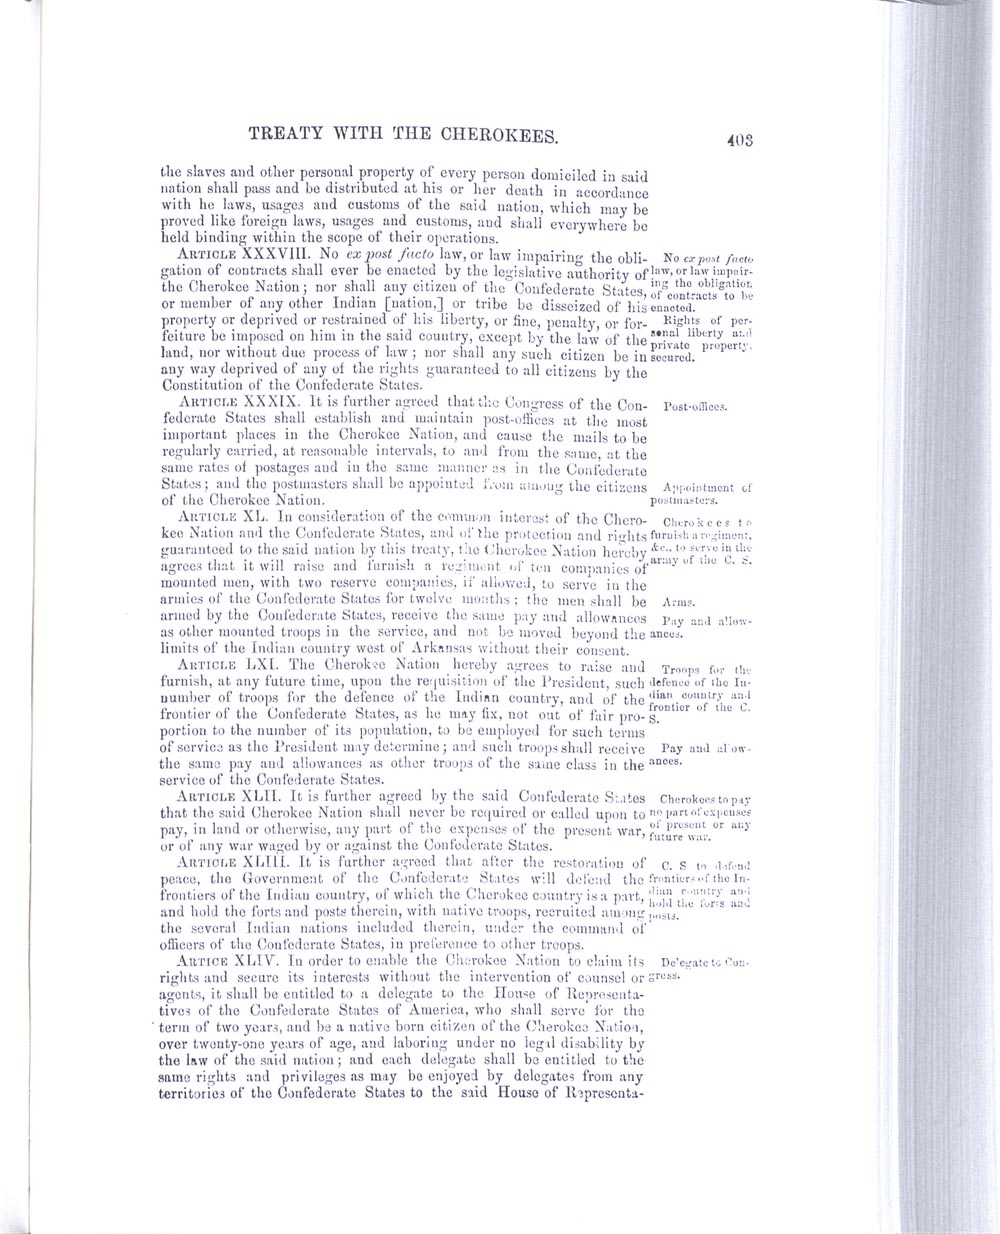 TREATY WITH THE CHEROKEES.
403
the slaves and other personal property of every person domiciled in said
nation shall pass and be distributed at his or her death in accordance
with he laws, usages and customs of the said nation, which may be
proved like foreign laws, usages and customs, and shall everywhere be
held binding within the scope of their operations.
ARTICLE XXXVIII. No ex post facto law, or law impairing the obli-
gation of contracts shall ever be enacted by the legislative authority of
the Cherokee Nation; nor shall any citizen of the Confederate States,
or member of any other Indian [nation,] or tribe be disseized of his
property or deprived or restrained of his liberty, or fine, penalty, or for-
feiture be imposed on him in the said country, except by the law of the
land, nor without due process of law; nor shall any such citizen be in
any way deprived of any of the rights guaranteed to all citizens by the
Constitution of the Confederate States.
No ex post facto
law, or law impair-
ing the obligation
of contracts to be
enacted.
Rights of per-
sonal liberty and
private property.
secured.
ARTICLE XXXIX. It is further agreed that the Congress of the Con-
federate States shall establish and maintain post-offices at the most
important places in the Cherokee Nation, and cause the mails to be
regularly carried, at reasonable intervals, to and from the same, at the
same rates of postages and in the same manner as in the Confederate
States; and the postmasters shall be appointed from among the citizens
of the Cherokee Nation.
Post-offices.
Appointment of
postmasters.
ARTICLE XL. In consideration of the common interest of the Chero-
kee Nation and the Confederate States, and of the protection and rights
guaranteed to the said nation by this treaty, the Cherokee Nation hereby
agrees that it will raise and furnish a regiment of ten companies of
mounted men, with two reserve companies, if allowed, to serve in the
armies of the Confederate States for twelve months; the men shall be
armed by the Confederate States, receive the same pay and allowances
as other mounted troops in the service, and not be moved beyond the
limits of the Indian country west of Arkansas without their consent.
Cherokees to
furnish a regiment,
&c., to serve in the
army of the C. S.
Arms.
Pay and allow-
ances.
ARTICLE LXI. The Cherokee Nation hereby agrees to raise and
furnish, at any future time, upon the requisition of the President, such
number of troops for the defence of the Indian country, and of the
frontier of the Confederate States, as he may fix, not out of fair pro-
portion to the number of its population, to be employed for such terms
of service as the President may determine; and such troops shall receive
the same pay and allowances as other troops of the same class in the
service of the Confederate States.
Troops for the
defence of the In-
dian country and
frontier of the C.
S.
Pay and allow-
ances.
ARTICLE XLII. It is further agreed by the said Confederate States
that the said Cherokee Nation shall never be required or called upon to
pay, in land or otherwise, any part of the expenses of the present war,
or of any war waged by or against the Confederate States.
Cherokees to pay
no part of expenses
of present or any
future war.
ARTICLE XLIII. It is further agreed that after the restoration of
peace, the Government of the Confederate States will defend the
frontiers of the Indian country, of which the Cherokee country is a part,
and hold the forts and posts therein, with native troops, recruited among
the several Indian nations included therein, under the command of
officers of the Confederate States, in preference to other troops.
C. S to defend
frontiers of the In-
dian country and
hold the forts and
posts.
ARTICE XLIV. In order to enable the Cherokee Nation to claim its
rights and secure its interests without the intervention of counsel or
agents, it shall be entitled to a delegate to the House of Representa-
tives of the Confederate States of America, who shall serve for the
term of two years, and be a native born citizen of the Cherokee Nation,
over twenty-one years of age, and laboring under no legal disability by
the law of the said nation; and each delegate shall be entitled to the
same rights and privileges as may be enjoyed by delegates from any
territories of the Confederate States to the said House of Representa-
Delegate to Con-
gress.